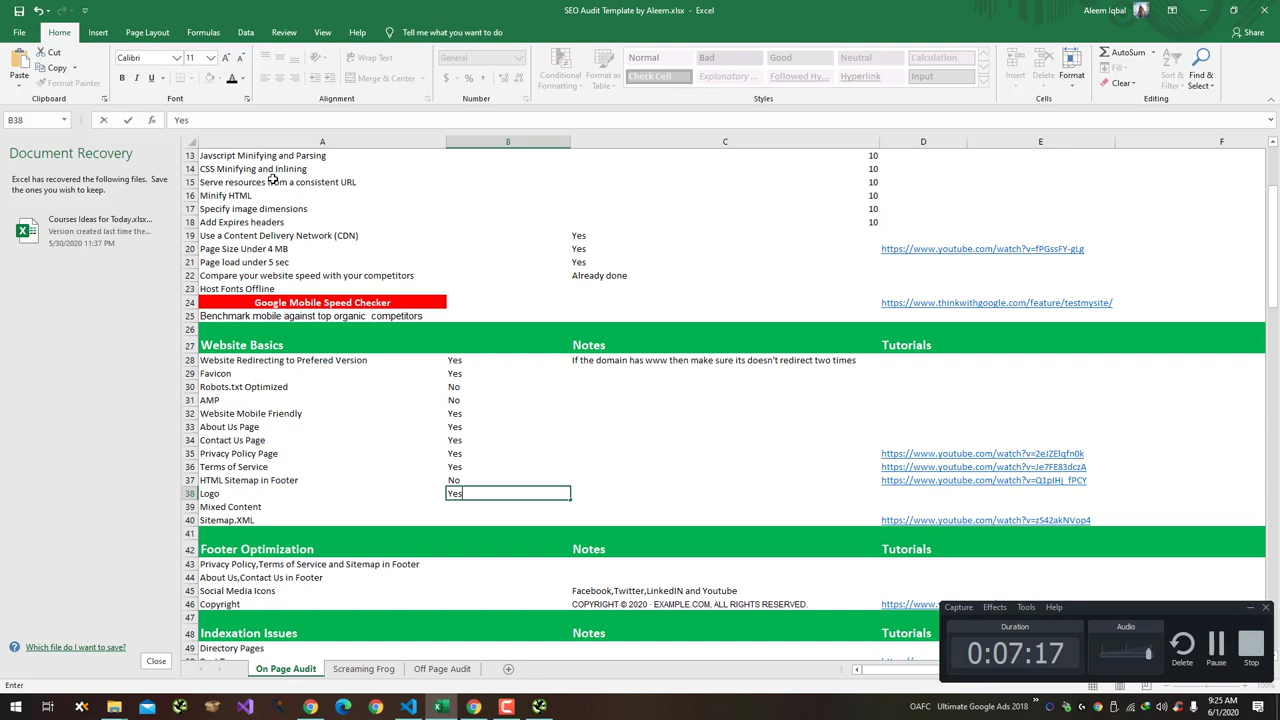 SEO Audit Template by Aleem.xlsx - Excel
Aleem Iqbal
File Home Insert Page Layout Formulas Data Review View Help Tell me what you want to do Share
Paste Cut Copy Format Painter
Clipboard
Calibri 11
B I U A
Font
Wrap Text
Merge & Center
Alignment
General
$ % ,
Number
Conditional Formatting
Format as Table
Normal Bad Good Neutral Calculation
Check Cell Explanatory ... Followed Hy... Hyperlink Input
Styles
Insert Delete Format
Cells
AutoSum
Fill
Clear
Sort & Filter
Find & Select
Editing
B38 fx Yes
Document Recovery
Excel has recovered the following files. Save the ones you wish to keep.
Courses Ideas for Today.xlsx...
Version created last time the...
5/30/2020 11:37 PM
Which file do I want to save?
Close
A B C D E F
13 Javscript Minifying and Parsing 10
14 CSS Minifying and Inlining 10
15 Serve resources from a consistent URL 10
16 Minify HTML 10
17 Specify image dimensions 10
18 Add Expires headers 10
19 Use a Content Delivery Network (CDN) Yes
20 Page Size Under 4 MB Yes https://www.youtube.com/watch?v=fPGssFY-gLg
21 Page load under 5 sec Yes
22 Compare your website speed with your competitors Already done
23 Host Fonts Offline
24 Google Mobile Speed Checker https://www.thinkwithgoogle.com/feature/testmysite/
25 Benchmark mobile against top organic competitors
26
27 Website Basics Notes Tutorials
28 Website Redirecting to Prefered Version Yes If the domain has www then make sure its doesn't redirect two times
29 Favicon Yes
30 Robots.txt Optimized No
31 AMP No
32 Website Mobile Friendly Yes
33 About Us Page Yes
34 Contact Us Page Yes
35 Privacy Policy Page Yes https://www.youtube.com/watch?v=2eJZElqfn0k
36 Terms of Service Yes https://www.youtube.com/watch?v=Je7FE83dczA
37 HTML Sitemap in Footer No https://www.youtube.com/watch?v=Q1pIHj_fPCY
38 Logo Yes
39 Mixed Content
40 Sitemap.XML https://www.youtube.com/watch?v=zS42akNVop4
41
42 Footer Optimization Notes Tutorials
43 Privacy Policy,Terms of Service and Sitemap in Footer
44 About Us,Contact Us in Footer
45 Social Media Icons Facebook,Twitter,LinkedIN and Youtube
46 Copyright COPYRIGHT © 2020 · EXAMPLE.COM, ALL RIGHTS RESERVED.
47
48 Indexation Issues Notes Tutorials
49 Directory Pages
Capture Effects Tools Help
Duration
0:07:17
Audio
Delete Pause Stop
On Page Audit Screaming Frog Off Page Audit
Enter
100%
OAFC Ultimate Google Ads 2018
9:25 AM
6/1/2020